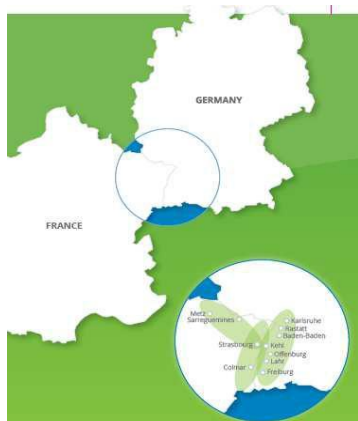 GERMANY
FRANCE
Metz
Sarreguemines
Karlsruhe
Rastatt
Baden-Baden
Strasbourg
Kehl
Offenburg
Lahr
Colmar
Freiburg